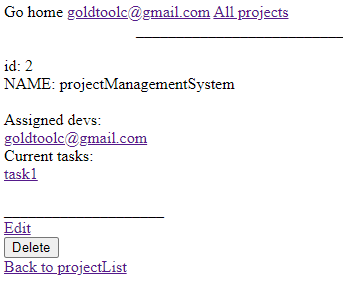 Go home goldtoolc@gmail.com All projects
id: 2
NAME: projectManagementSystem
Assigned devs:
goldtoolc@gmail.com
Current tasks:
task1
Edit
Delete
Back to projectList